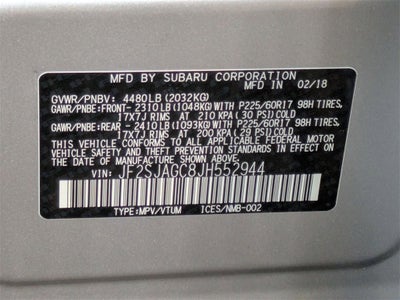 MFD BY SUBARU CORPORATION
MFD IN 02/18
GVWR/PNBV: 4480LB (2032KG)
GAWR/PNBE:FRONT- 2310LB (1048KG)WITH P225/60R17 98H TIRES,
17X7J RIMS AT 210 KPA (30 PSI) COLD
GAWR/PNBE:REAR - 2410LB (1093KG)WITH P225/60R17 98H TIRES,
17X7J RIMS AT 200 KPA (29 PSI) COLD
THIS VEHICLE CONFORMS TO ALL APPLICABLE FEDERAL MOTOR
VEHICLE SAFETY STANDARDS IN EFFECT ON THE DATE OF
MANUFACTURE SHOWN ABOVE.
VIN: JF2SJAGC8JH552944
TYPE:MPV/VTUM ICES/NMB-002